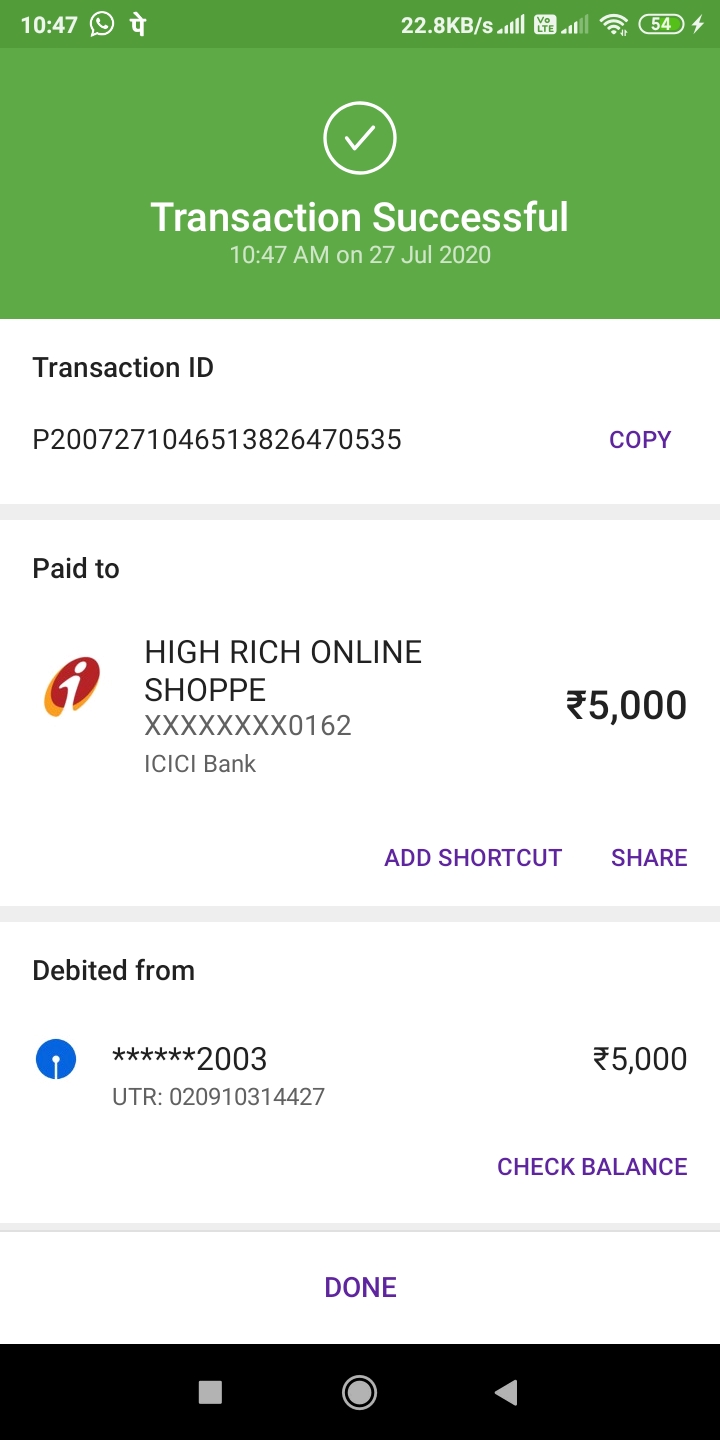 10:47 पे 22.8KB/s Vo LTE 54
Transaction Successful
10:47 AM on 27 Jul 2020
Transaction ID
P2007271046513826470535 COPY
Paid to
HIGH RICH ONLINE
SHOPPE
XXXXXXXX0162
₹5,000
ICICI Bank
ADD SHORTCUT SHARE
Debited from
******2003 ₹5,000
UTR: 020910314427
CHECK BALANCE
DONE